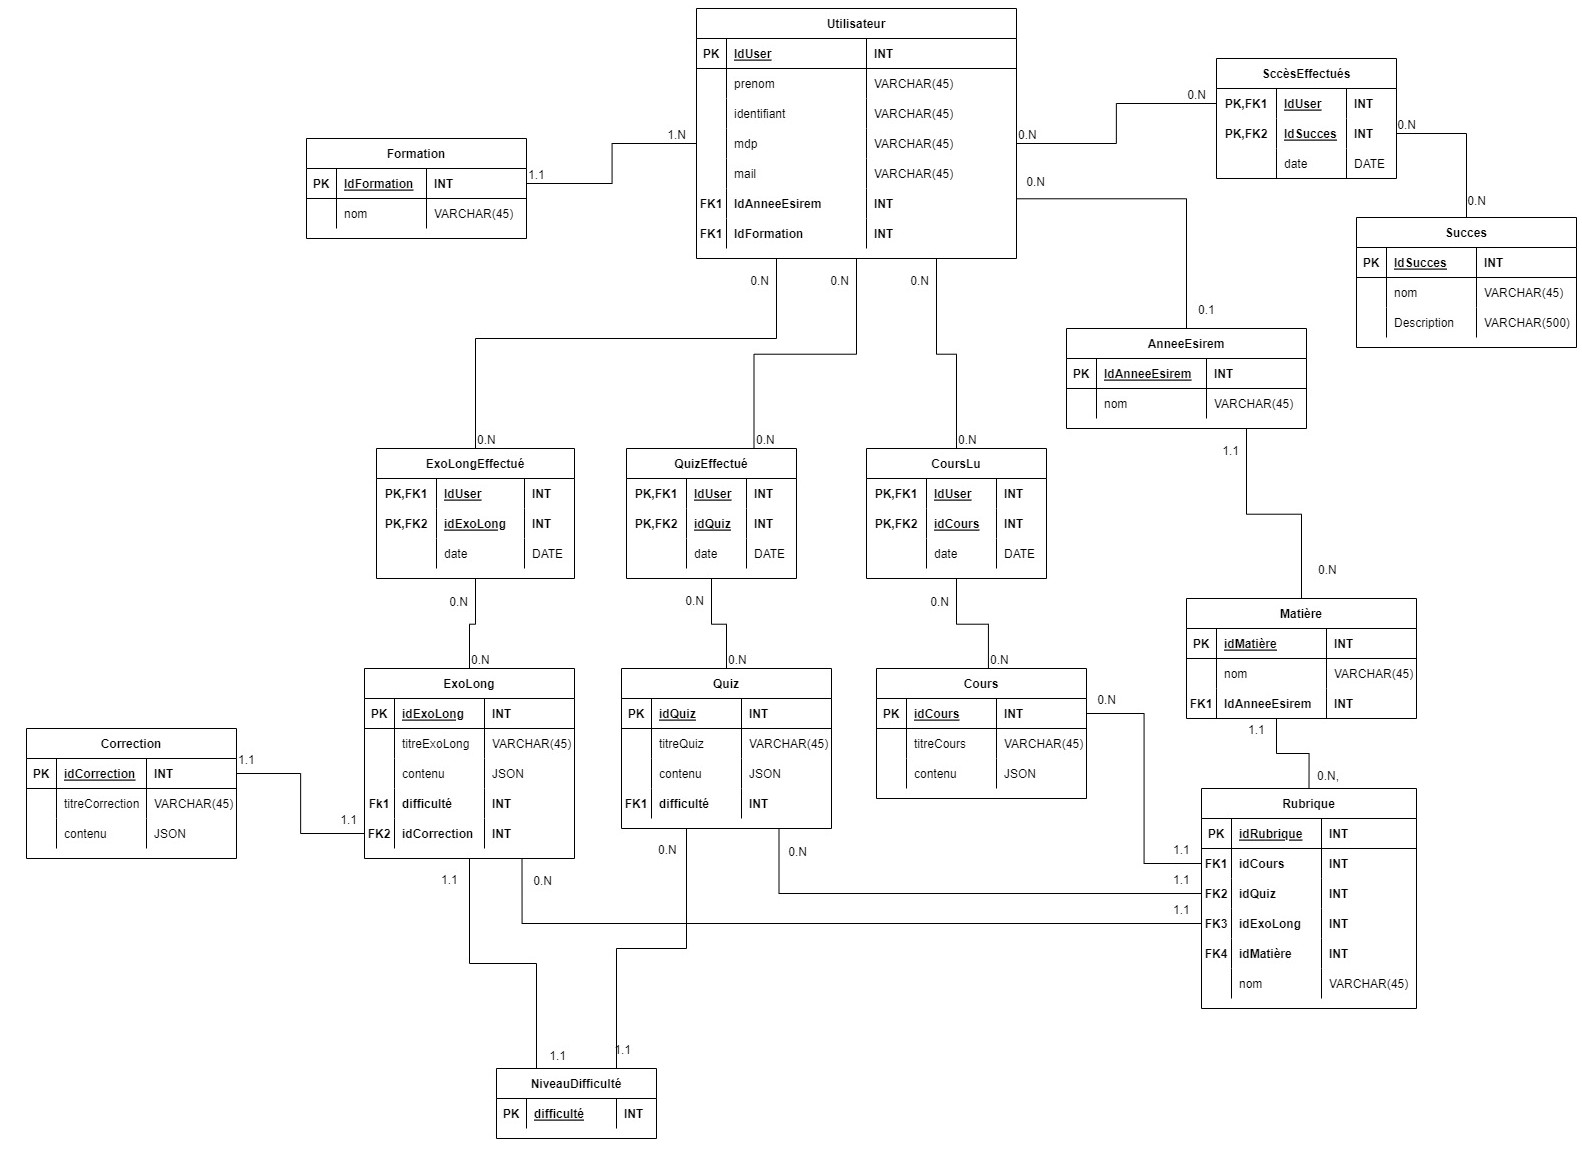 Utilisateur
PK IdUser INT
prenom VARCHAR(45)
identifiant VARCHAR(45)
mdp VARCHAR(45)
mail VARCHAR(45)
FK1 IdAnneeEsirem INT
FK1 IdFormation INT
1.N
0.N
0.N
0.N
0.N
0.N
Formation
PK IdFormation INT
nom VARCHAR(45)
1.1
SccèsEffectués
PK,FK1 IdUser INT
PK,FK2 IdSucces INT
date DATE
0.N
0.N
0.N
Succes
PK IdSucces INT
nom VARCHAR(45)
Description VARCHAR(500)
0.1
AnneeEsirem
PK IdAnneeEsirem INT
nom VARCHAR(45)
1.1
0.N
ExoLongEffectué
PK,FK1 IdUser INT
PK,FK2 idExoLong INT
date DATE
0.N
0.N
QuizEffectué
PK,FK1 IdUser INT
PK,FK2 idQuiz INT
date DATE
0.N
0.N
CoursLu
PK,FK1 IdUser INT
PK,FK2 idCours INT
date DATE
0.N
0.N
Matière
PK idMatière INT
nom VARCHAR(45)
FK1 IdAnneeEsirem INT
1.1
0.N
ExoLong
PK idExoLong INT
titreExoLong VARCHAR(45)
contenu JSON
Fk1 difficulté INT
FK2 idCorrection INT
1.1
0.N
0.N
Quiz
PK idQuiz INT
titreQuiz VARCHAR(45)
contenu JSON
FK1 difficulté INT
0.N
0.N
0.N
Cours
PK idCours INT
titreCours VARCHAR(45)
contenu JSON
0.N
Correction
PK idCorrection INT
titreCorrection VARCHAR(45)
contenu JSON
1.1
1.1
0.N,
Rubrique
PK idRubrique INT
FK1 idCours INT
FK2 idQuiz INT
FK3 idExoLong INT
FK4 idMatière INT
nom VARCHAR(45)
1.1
1.1
1.1
1.1
1.1
NiveauDifficulté
PK difficulté INT